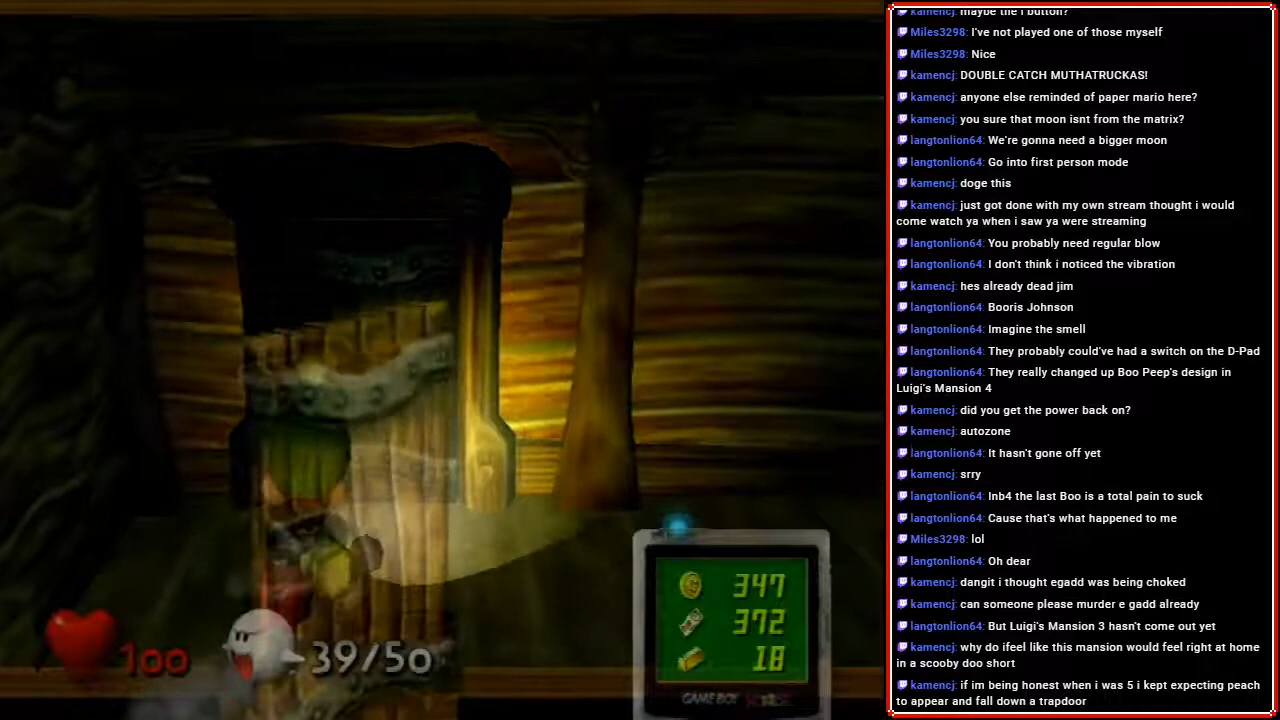 kamencj: maybe the i button?
Miles3298: I've not played one of those myself
Miles3298: Nice
kamencj: DOUBLE CATCH MUTHATRUCKAS!
kamencj: anyone else reminded of paper mario here?
kamencj: you sure that moon isnt from the matrix?
langtonlion64: We're gonna need a bigger moon
langtonlion64: Go into first person mode
kamencj: doge this
kamencj: just got done with my own stream thought i would
come watch ya when i saw ya were streaming
langtonlion64: You probably need regular blow
langtonlion64: I don't think i noticed the vibration
kamencj: hes already dead jim
langtonlion64: Booris Johnson
langtonlion64: Imagine the smell
langtonlion64: They probably could've had a switch on the D-Pad
langtonlion64: They really changed up Boo Peep's design in
Luigi's Mansion 4
kamencj: did you get the power back on?
kamencj: autozone
langtonlion64: It hasn't gone off yet
kamencj: srry
langtonlion64: Inb4 the last Boo is a total pain to suck
langtonlion64: Cause that's what happened to me
Miles3298: lol
langtonlion64: Oh dear
kamencj: dangit i thought egadd was being choked
kamencj: can someone please murder e gadd already
langtonlion64: But Luigi's Mansion 3 hasn't come out yet
kamencj: why do ifeel like this mansion would feel right at home
in a scooby doo short
kamencj: if im being honest when i was 5 i kept expecting peach
to appear and fall down a trapdoor
347
372
18
GAME BOY
100
39/50